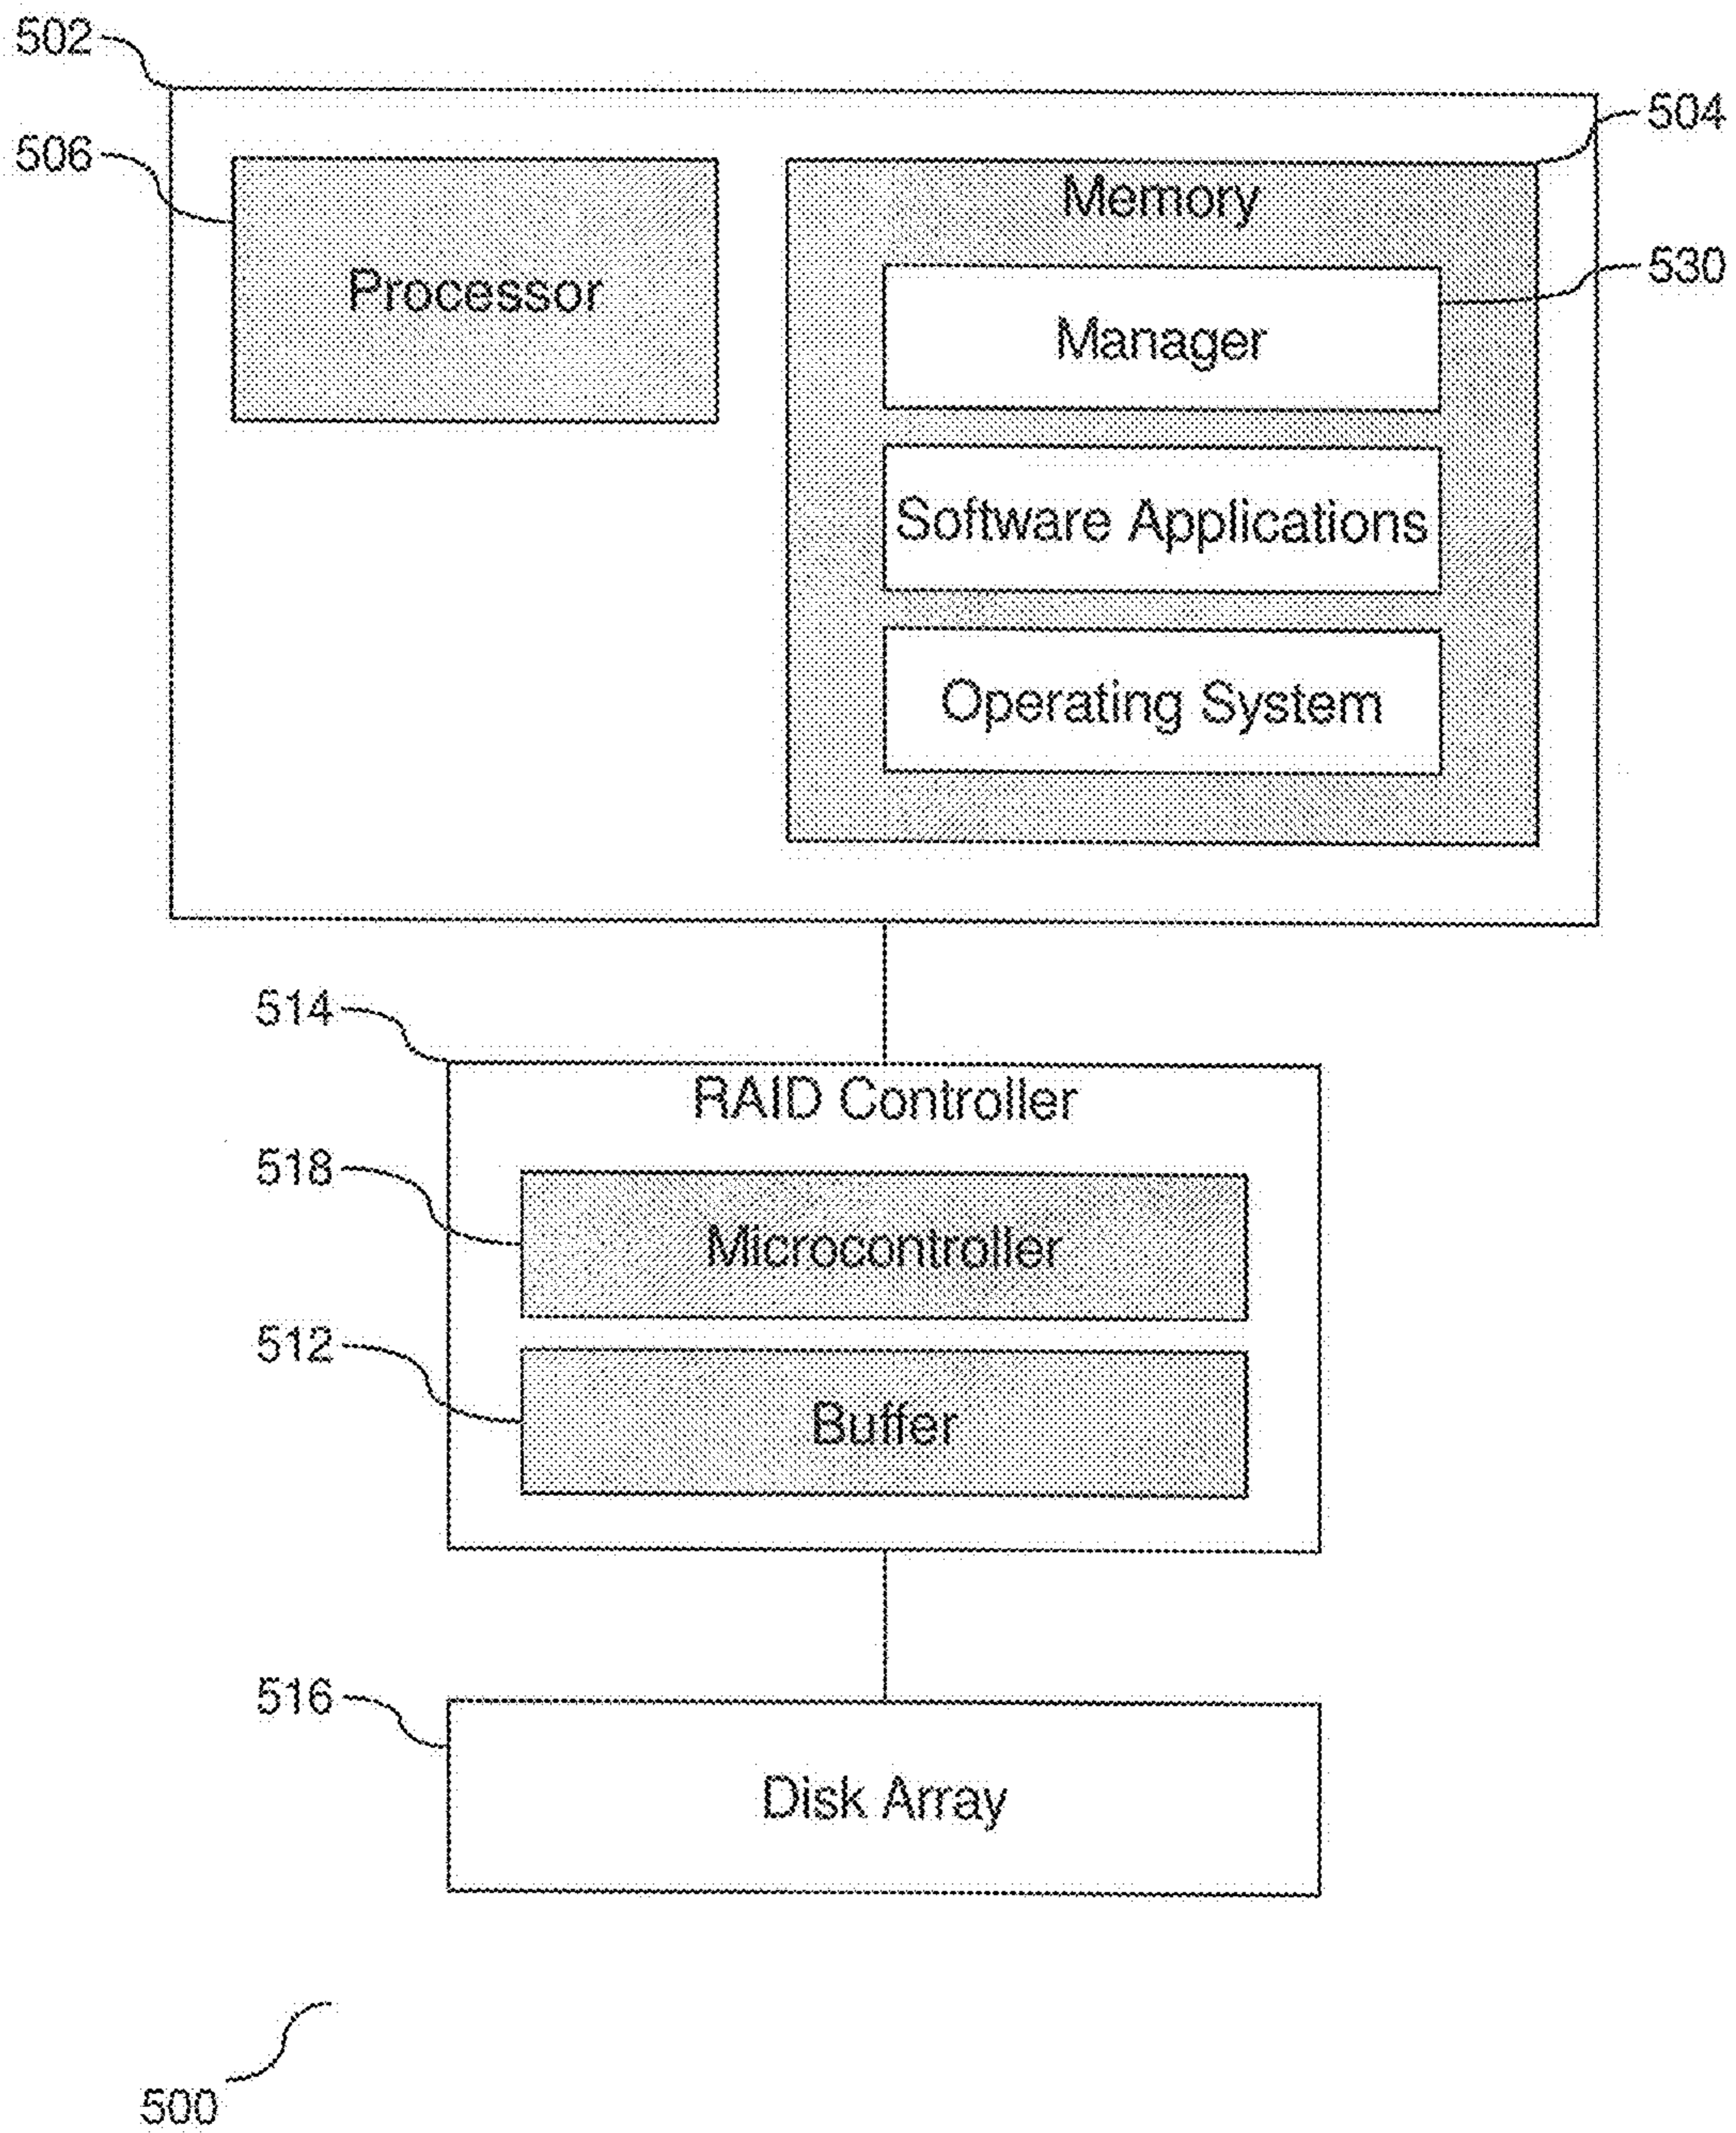 502
504
506
Processor
Memory
530
Manager
Software Applications
Operating System
514
RAID Controller
518
Microcontroller
512
Buffer
516
Disk Array
500